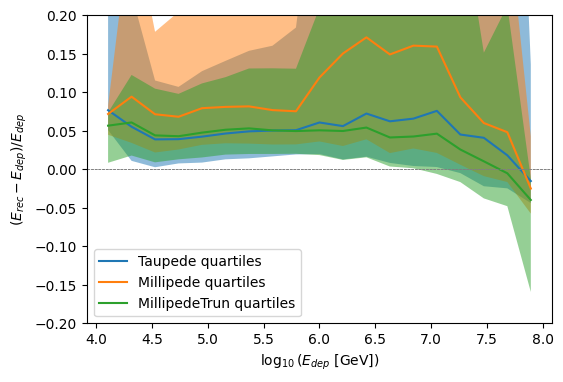 0.20
0.15
0.10
0.05
0.00
−0.05
−0.10
−0.15
−0.20
(E_rec − E_dep)/E_dep
Taupede quartiles
Millipede quartiles
MillipedeTrun quartiles
4.0 4.5 5.0 5.5 6.0 6.5 7.0 7.5 8.0
log₁₀(E_dep [GeV])